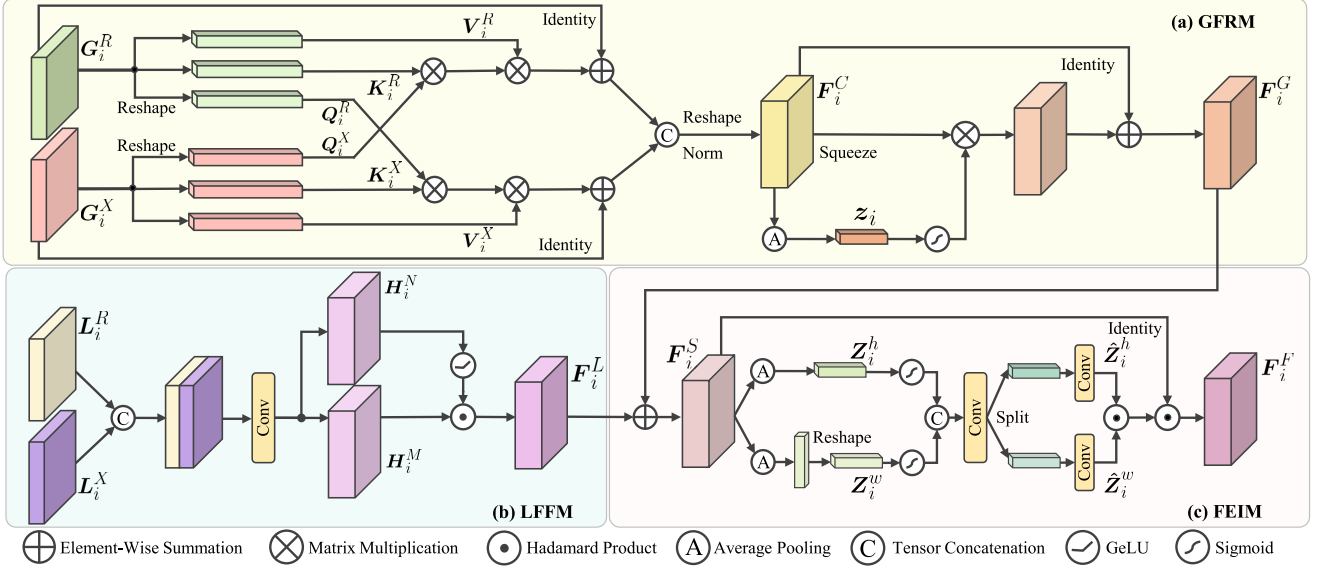 (a) GFRM
G_i^R
Reshape
V_i^R
K_i^R
Q_i^R
Identity
Reshape
G_i^X
Q_i^X
K_i^X
V_i^X
Identity
C
Reshape
Norm
F_i^C
Squeeze
A
z_i
Identity
F_i^G
L_i^R
L_i^X
C
Conv
H_i^N
H_i^M
F_i^L
(b) LFFM
F_i^S
A
Z_i^h
A
Reshape
Z_i^w
C
Conv
Split
Conv
Ẑ_i^h
Conv
Ẑ_i^w
Identity
F_i^F
(c) FEIM
Element-Wise Summation
Matrix Multiplication
Hadamard Product
A Average Pooling
C Tensor Concatenation
GeLU
Sigmoid